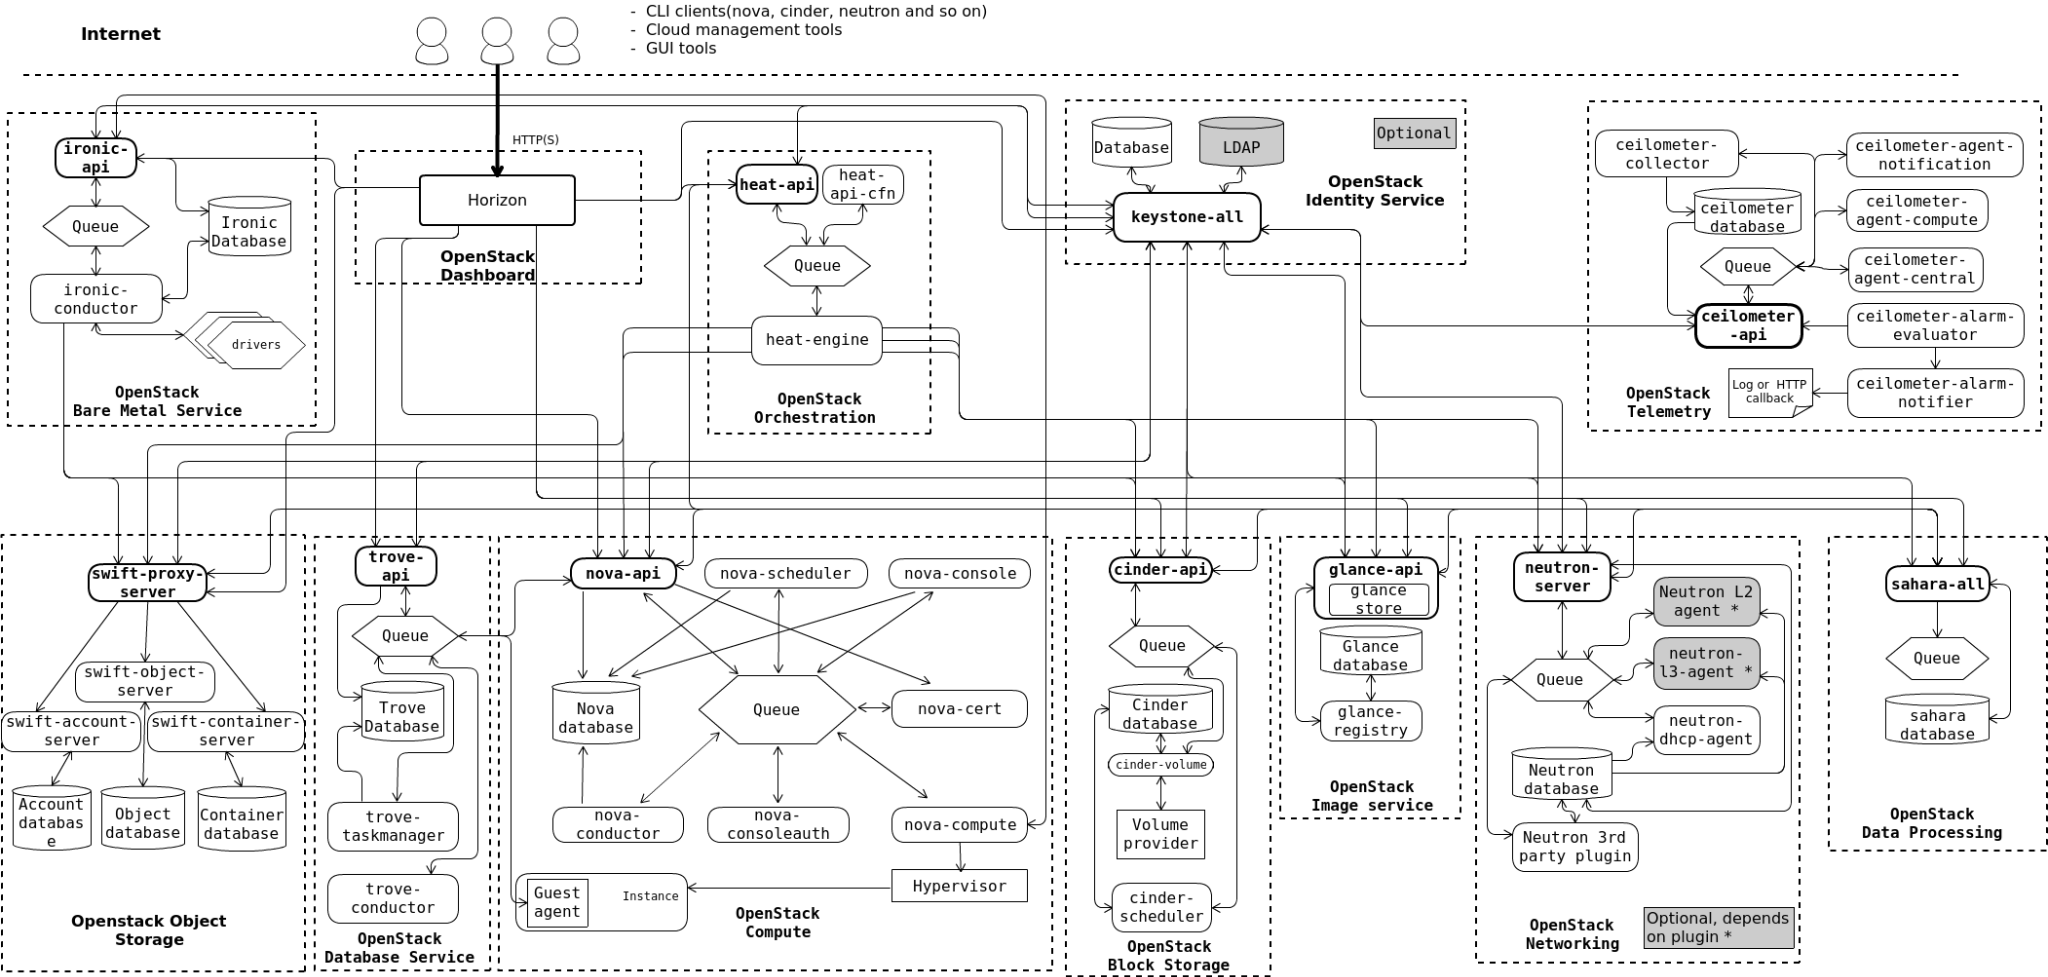 Internet
- CLI clients(nova, cinder, neutron and so on)
- Cloud management tools
- GUI tools
HTTP(S)
ironic-
api
Queue
Ironic
Database
ironic-
conductor
drivers
OpenStack
Bare Metal Service
Horizon
OpenStack
Dashboard
heat-api
heat-
api-cfn
Queue
heat-engine
OpenStack
Orchestration
Database
LDAP
Optional
OpenStack
Identity Service
keystone-all
ceilometer-
collector
ceilometer-agent-
notification
ceilometer
database
ceilometer-
agent-compute
Queue
ceilometer-
agent-central
ceilometer
-api
ceilometer-alarm-
evaluator
Log or HTTP
callback
ceilometer-alarm-
notifier
OpenStack
Telemetry
swift-proxy-
server
swift-object-
server
swift-account-
server
swift-container-
server
Account
databas
e
Object
database
Container
database
Openstack Object
Storage
trove-
api
Queue
Trove
Database
trove-
taskmanager
trove-
conductor
OpenStack
Database Service
nova-api
nova-scheduler
nova-console
Nova
database
Queue
nova-cert
nova-
conductor
nova-
consoleauth
nova-compute
Guest
agent
Instance
Hypervisor
OpenStack
Compute
cinder-api
Queue
Cinder
database
cinder-volume
Volume
provider
cinder-
scheduler
OpenStack
Block Storage
glance-api
glance
store
Glance
database
glance-
registry
OpenStack
Image service
neutron-
server
Neutron L2
agent *
neutron-
l3-agent *
Queue
neutron-
dhcp-agent
Neutron
database
Neutron 3rd
party plugin
OpenStack
Networking
Optional, depends
on plugin *
sahara-all
Queue
sahara
database
OpenStack
Data Processing